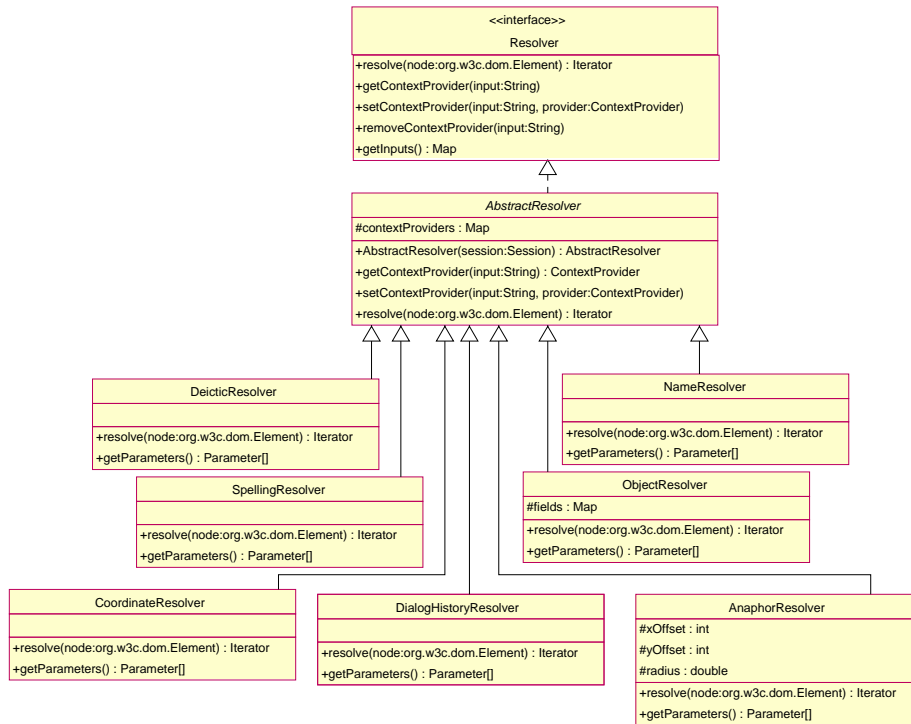 <<interface>>
Resolver
+resolve(node:org.w3c.dom.Element) : Iterator
+getContextProvider(input:String)
+setContextProvider(input:String, provider:ContextProvider)
+removeContextProvider(input:String)
+getInputs() : Map
AbstractResolver
#contextProviders : Map
+AbstractResolver(session:Session) : AbstractResolver
+getContextProvider(input:String) : ContextProvider
+setContextProvider(input:String, provider:ContextProvider)
+resolve(node:org.w3c.dom.Element) : Iterator
DeicticResolver
+resolve(node:org.w3c.dom.Element) : Iterator
+getParameters() : Parameter[]
NameResolver
+resolve(node:org.w3c.dom.Element) : Iterator
+getParameters() : Parameter[]
SpellingResolver
+resolve(node:org.w3c.dom.Element) : Iterator
+getParameters() : Parameter[]
ObjectResolver
#fields : Map
+resolve(node:org.w3c.dom.Element) : Iterator
+getParameters() : Parameter[]
CoordinateResolver
+resolve(node:org.w3c.dom.Element) : Iterator
+getParameters() : Parameter[]
DialogHistoryResolver
+resolve(node:org.w3c.dom.Element) : Iterator
+getParameters() : Parameter[]
AnaphorResolver
#xOffset : int
#yOffset : int
#radius : double
+resolve(node:org.w3c.dom.Element) : Iterator
+getParameters() : Parameter[]